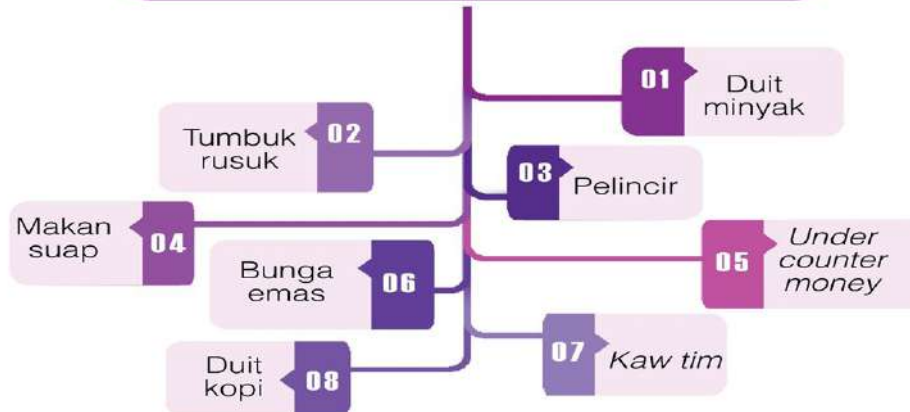 01
Duit
minyak
02
Tumbuk
rusuk
03
Pelincir
04
Makan
suap
05
Under
counter
money
06
Bunga
emas
07
Kaw tim
08
Duit
kopi